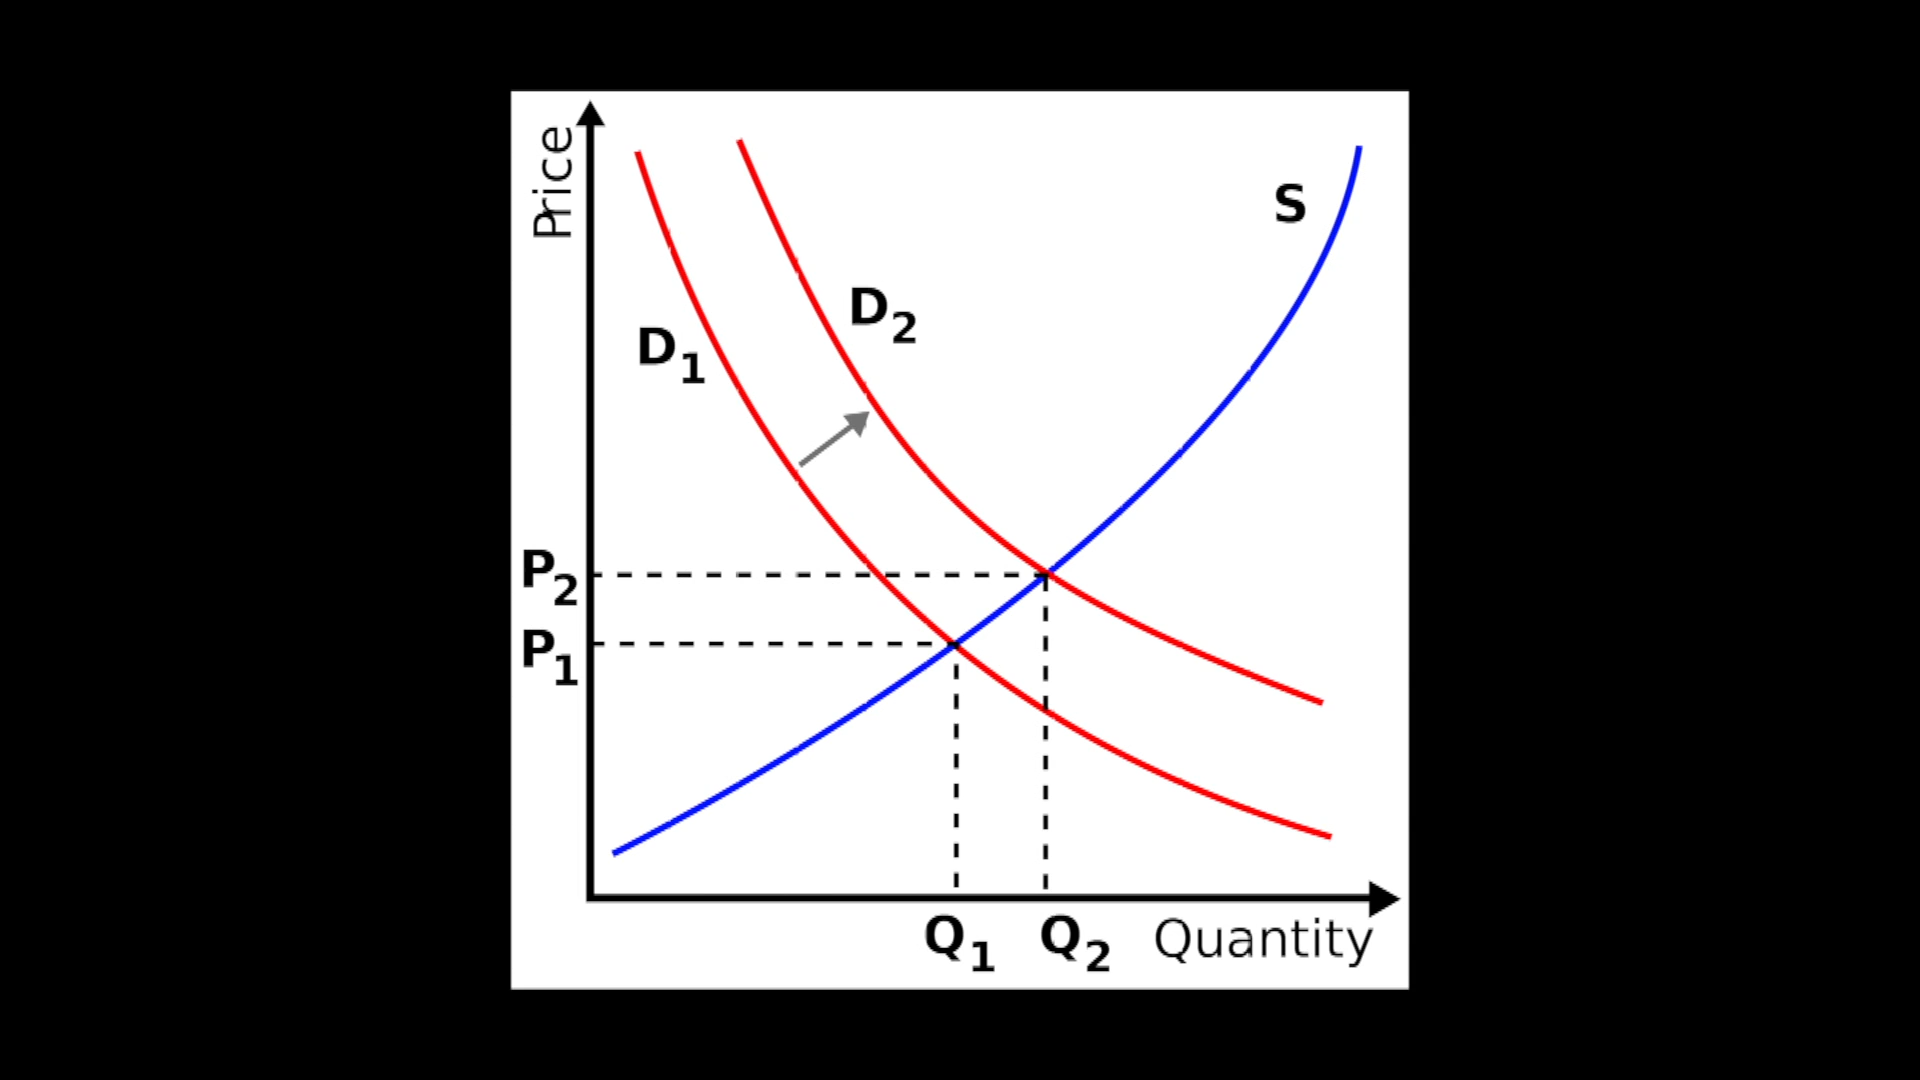 Price
S
D₂
D₁
P₂
P₁
Q₁ Q₂ Quantity